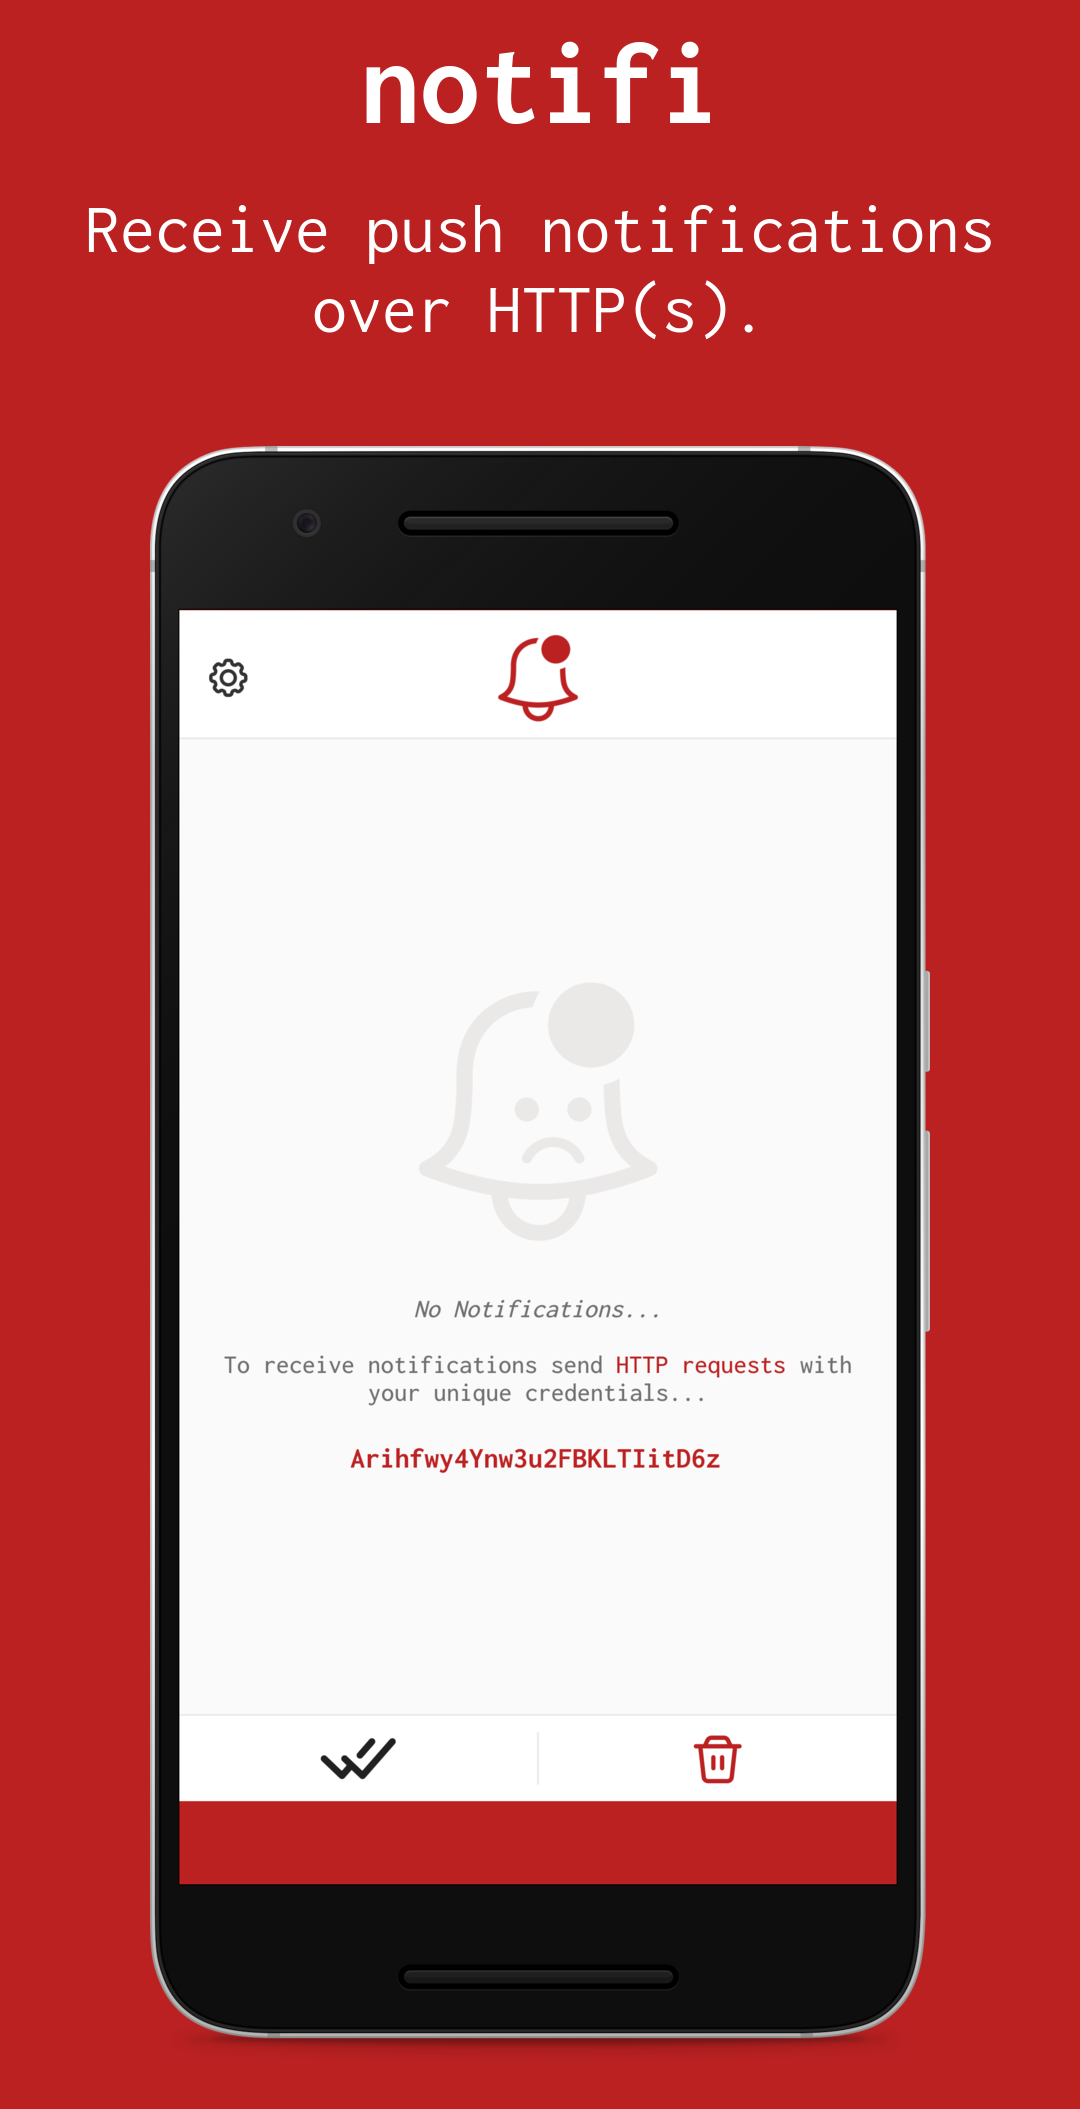 notifi
Receive push notifications
over HTTP(s).
No Notifications...
To receive notifications send HTTP requests with
your unique credentials...
Arihfwy4Ynw3u2FBKLTIitD6z